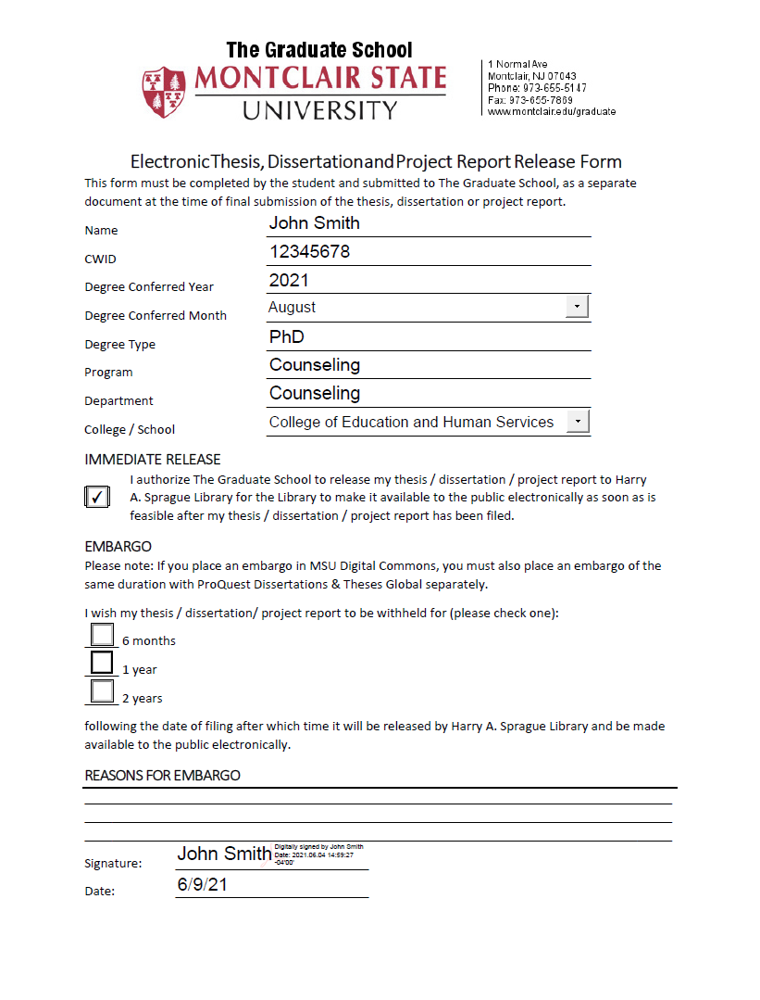 The Graduate School
MONTCLAIR STATE
UNIVERSITY
1 Normal Ave
Montclair, NJ 07043
Phone: 973-655-5147
Fax: 973-655-7869
www.montclair.edu/graduate
Electronic Thesis, Dissertation and Project Report Release Form
This form must be completed by the student and submitted to The Graduate School, as a separate
document at the time of final submission of the thesis, dissertation or project report.
Name John Smith
CWID 12345678
Degree Conferred Year 2021
Degree Conferred Month August
Degree Type PhD
Program Counseling
Department Counseling
College / School College of Education and Human Services
IMMEDIATE RELEASE
I authorize The Graduate School to release my thesis / dissertation / project report to Harry
✓ A. Sprague Library for the Library to make it available to the public electronically as soon as is
feasible after my thesis / dissertation / project report has been filed.
EMBARGO
Please note: If you place an embargo in MSU Digital Commons, you must also place an embargo of the
same duration with ProQuest Dissertations & Theses Global separately.
I wish my thesis / dissertation/ project report to be withheld for (please check one):
6 months
1 year
2 years
following the date of filing after which time it will be released by Harry A. Sprague Library and be made
available to the public electronically.
REASONS FOR EMBARGO
Signature: John Smith
Digitally signed by John Smith
Date: 2021.06.04 14:59:27
-04'00'
Date: 6/9/21